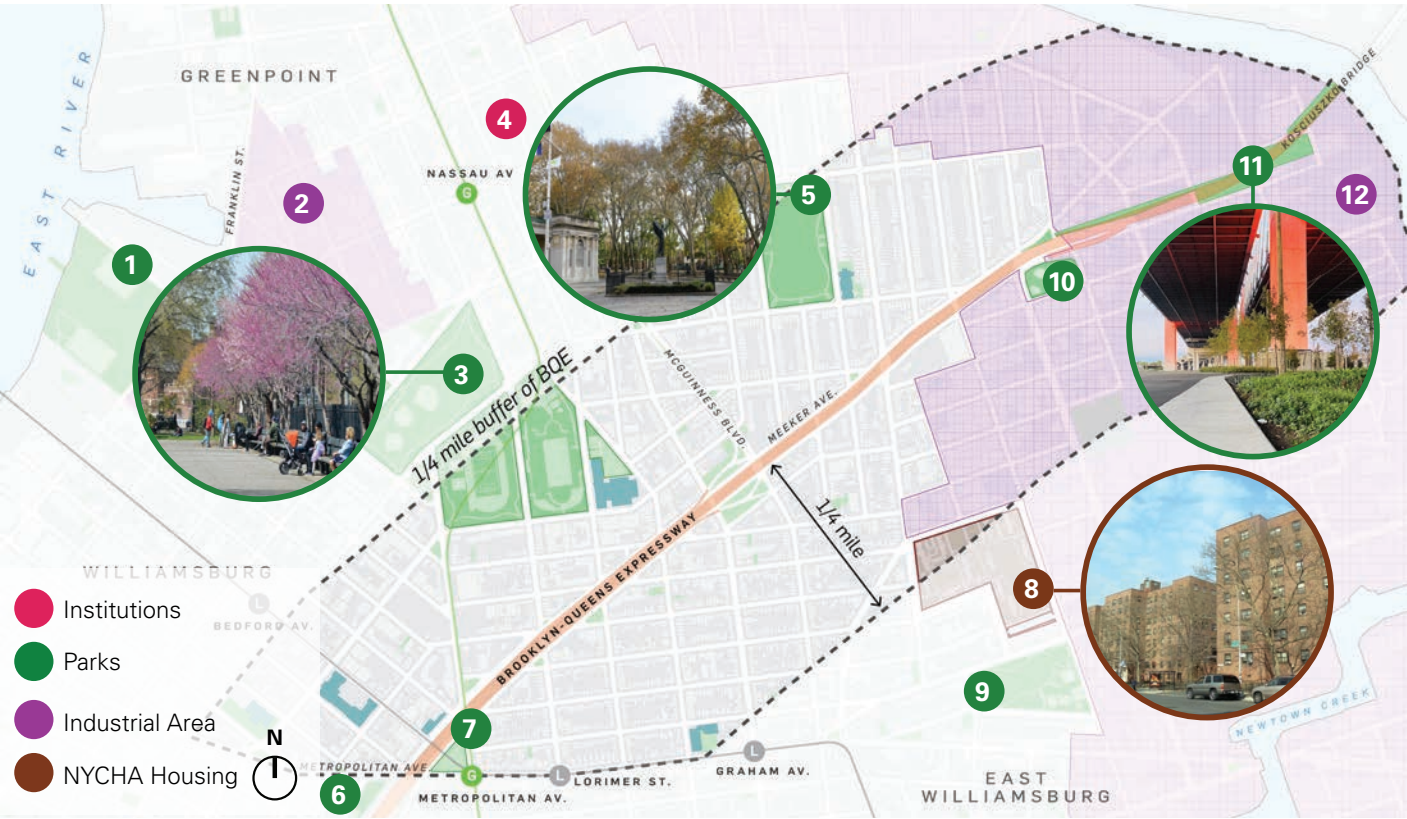 GREENPOINT
EAST RIVER
FRANKLIN ST.
NASSAU AV
G
KOSCIUSZKO BRIDGE
4
5
11
12
2
1
10
3
1/4 mile buffer of BQE
MCGUINNESS BLVD.
MEEKER AVE.
1/4 mile
BROOKLYN-QUEENS EXPRESSWAY
8
9
NEWTOWN CREEK
WILLIAMSBURG
L
BEDFORD AV.
Institutions
Parks
Industrial Area
NYCHA Housing
N
7
METROPOLITAN AVE.
6
G
METROPOLITAN AV.
L
LORIMER ST.
L
GRAHAM AV.
EAST
WILLIAMSBURG